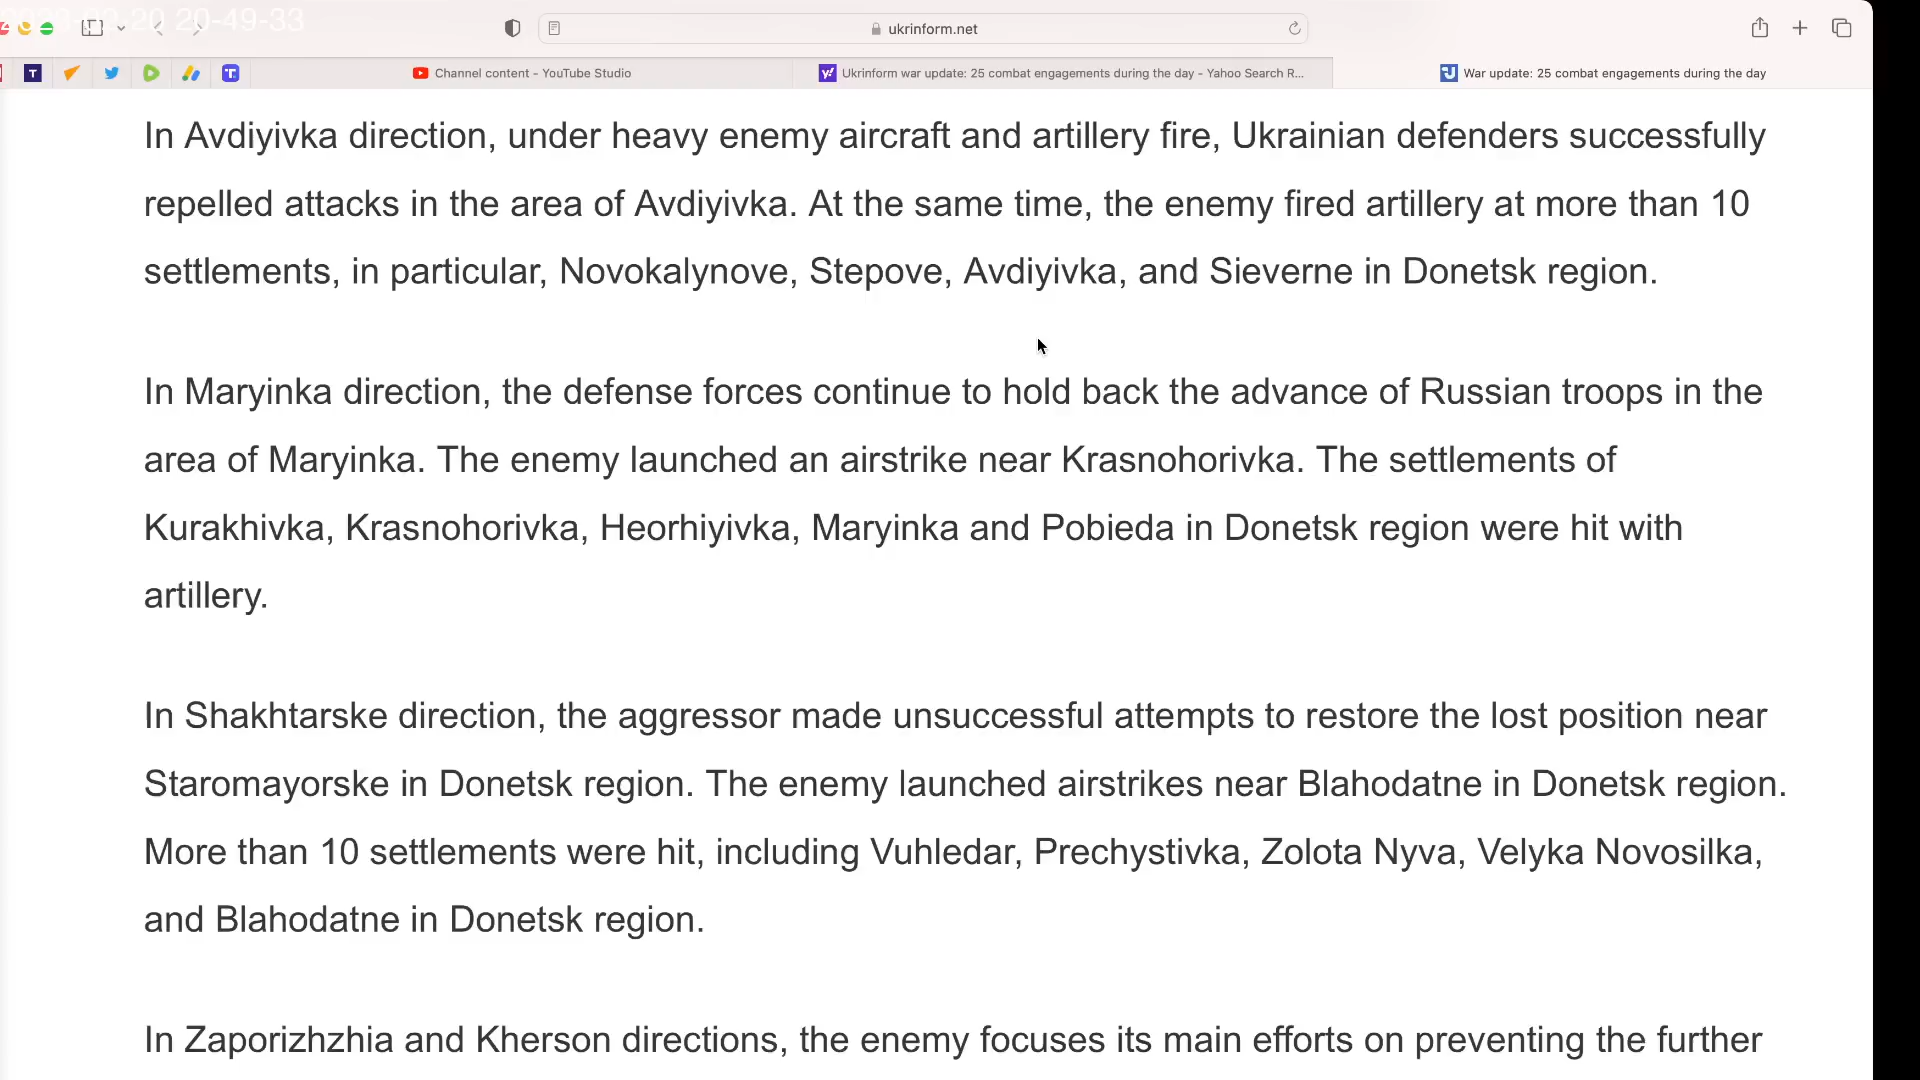 20-49-33
ukrinform.net
Channel content - YouTube Studio
Ukrinform war update: 25 combat engagements during the day - Yahoo Search R...
War update: 25 combat engagements during the day
In Avdiyivka direction, under heavy enemy aircraft and artillery fire, Ukrainian defenders successfully
repelled attacks in the area of Avdiyivka. At the same time, the enemy fired artillery at more than 10
settlements, in particular, Novokalynove, Stepove, Avdiyivka, and Sieverne in Donetsk region.
In Maryinka direction, the defense forces continue to hold back the advance of Russian troops in the
area of Maryinka. The enemy launched an airstrike near Krasnohorivka. The settlements of
Kurakhivka, Krasnohorivka, Heorhiyivka, Maryinka and Pobieda in Donetsk region were hit with
artillery.
In Shakhtarske direction, the aggressor made unsuccessful attempts to restore the lost position near
Staromayorske in Donetsk region. The enemy launched airstrikes near Blahodatne in Donetsk region.
More than 10 settlements were hit, including Vuhledar, Prechystivka, Zolota Nyva, Velyka Novosilka,
and Blahodatne in Donetsk region.
In Zaporizhzhia and Kherson directions, the enemy focuses its main efforts on preventing the further